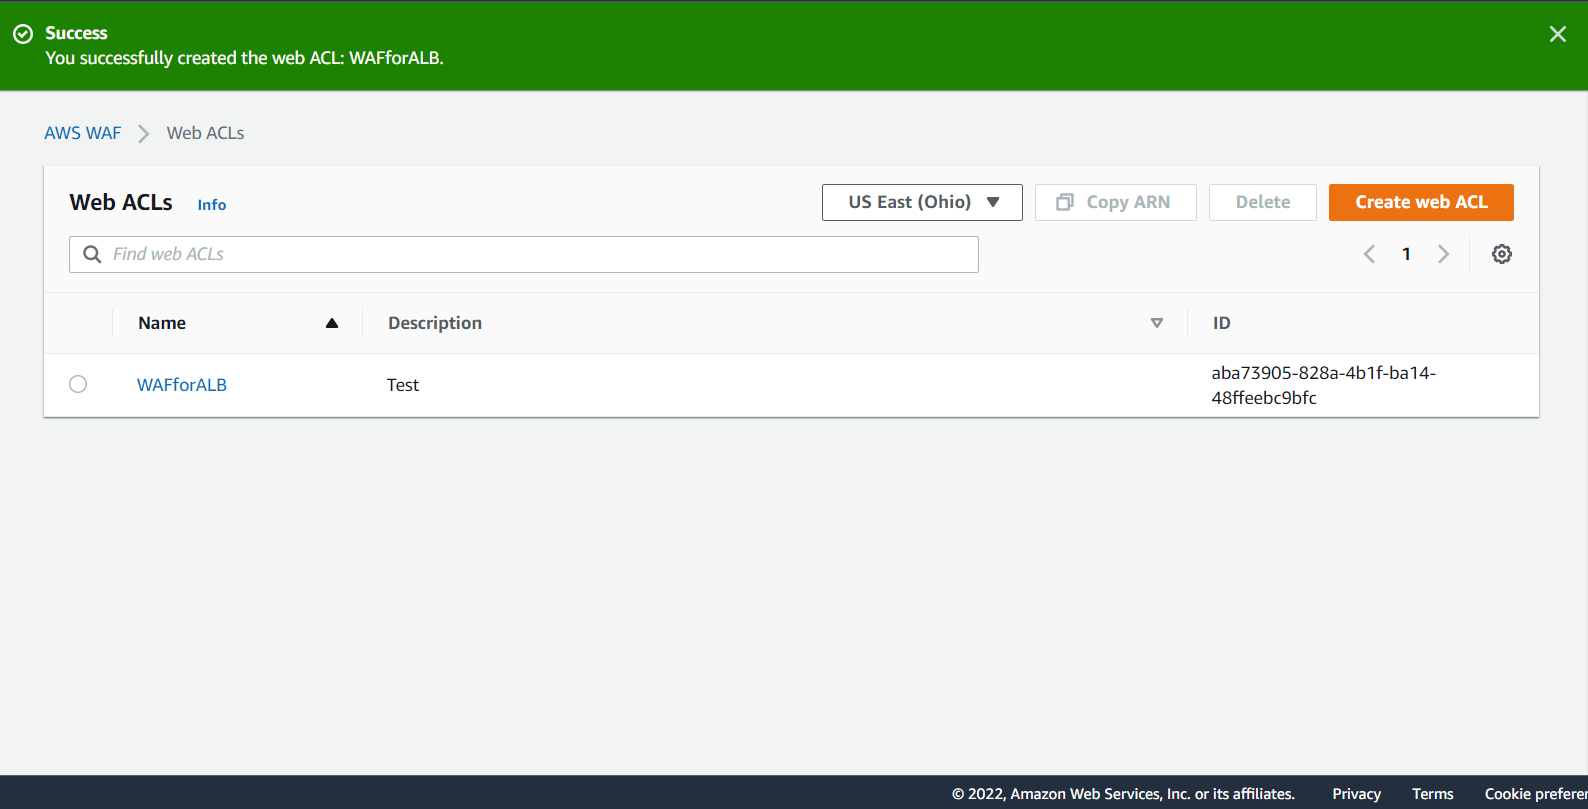 Success
You successfully created the web ACL: WAFforALB.
AWS WAF Web ACLs
Web ACLs Info US East (Ohio) Copy ARN Delete Create web ACL
Find web ACLs 1
Name Description ID
WAFforALB Test aba73905-828a-4b1f-ba14-
48ffeebc9bfc
© 2022, Amazon Web Services, Inc. or its affiliates. Privacy Terms Cookie preferen